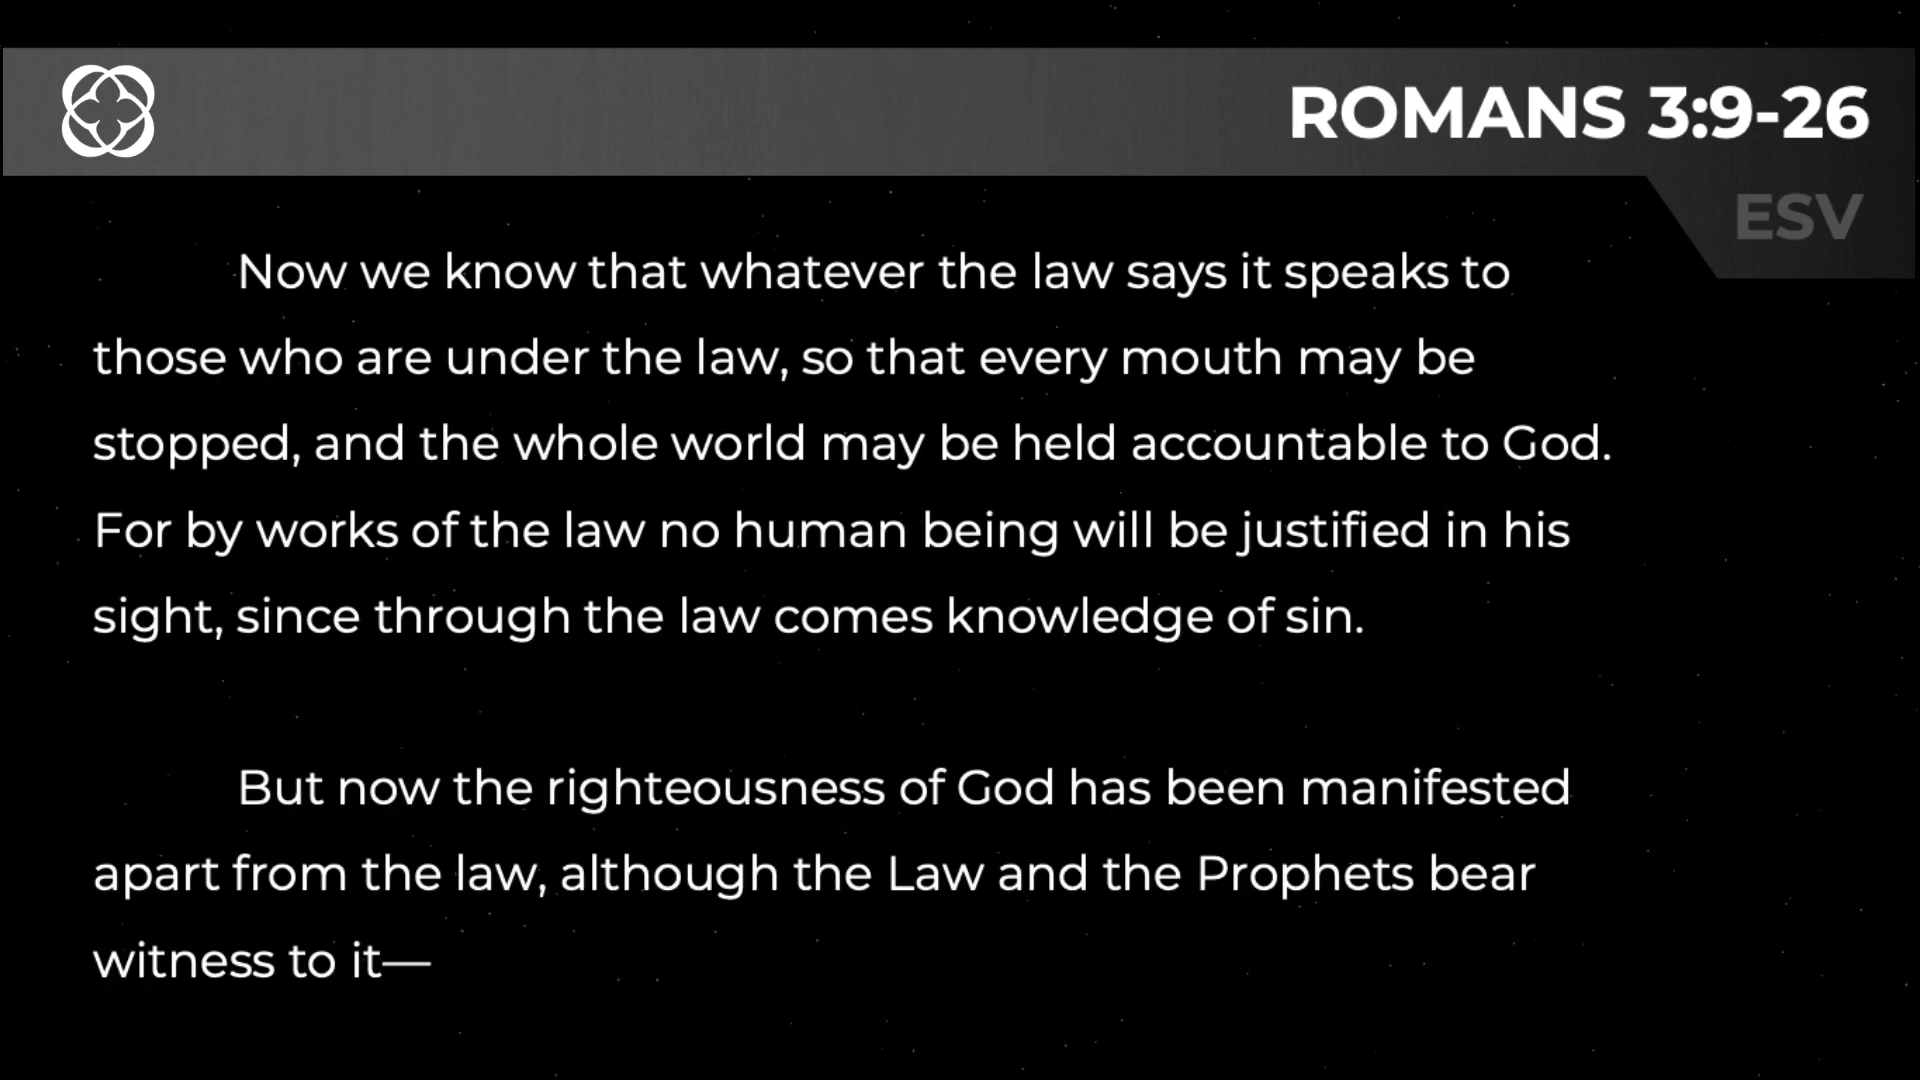 ROMANS 3:9-26
ESV
Now we know that whatever the law says it speaks to
those who are under the law, so that every mouth may be
stopped, and the whole world may be held accountable to God.
For by works of the law no human being will be justified in his
sight, since through the law comes knowledge of sin.
But now the righteousness of God has been manifested
apart from the law, although the Law and the Prophets bear
witness to it—